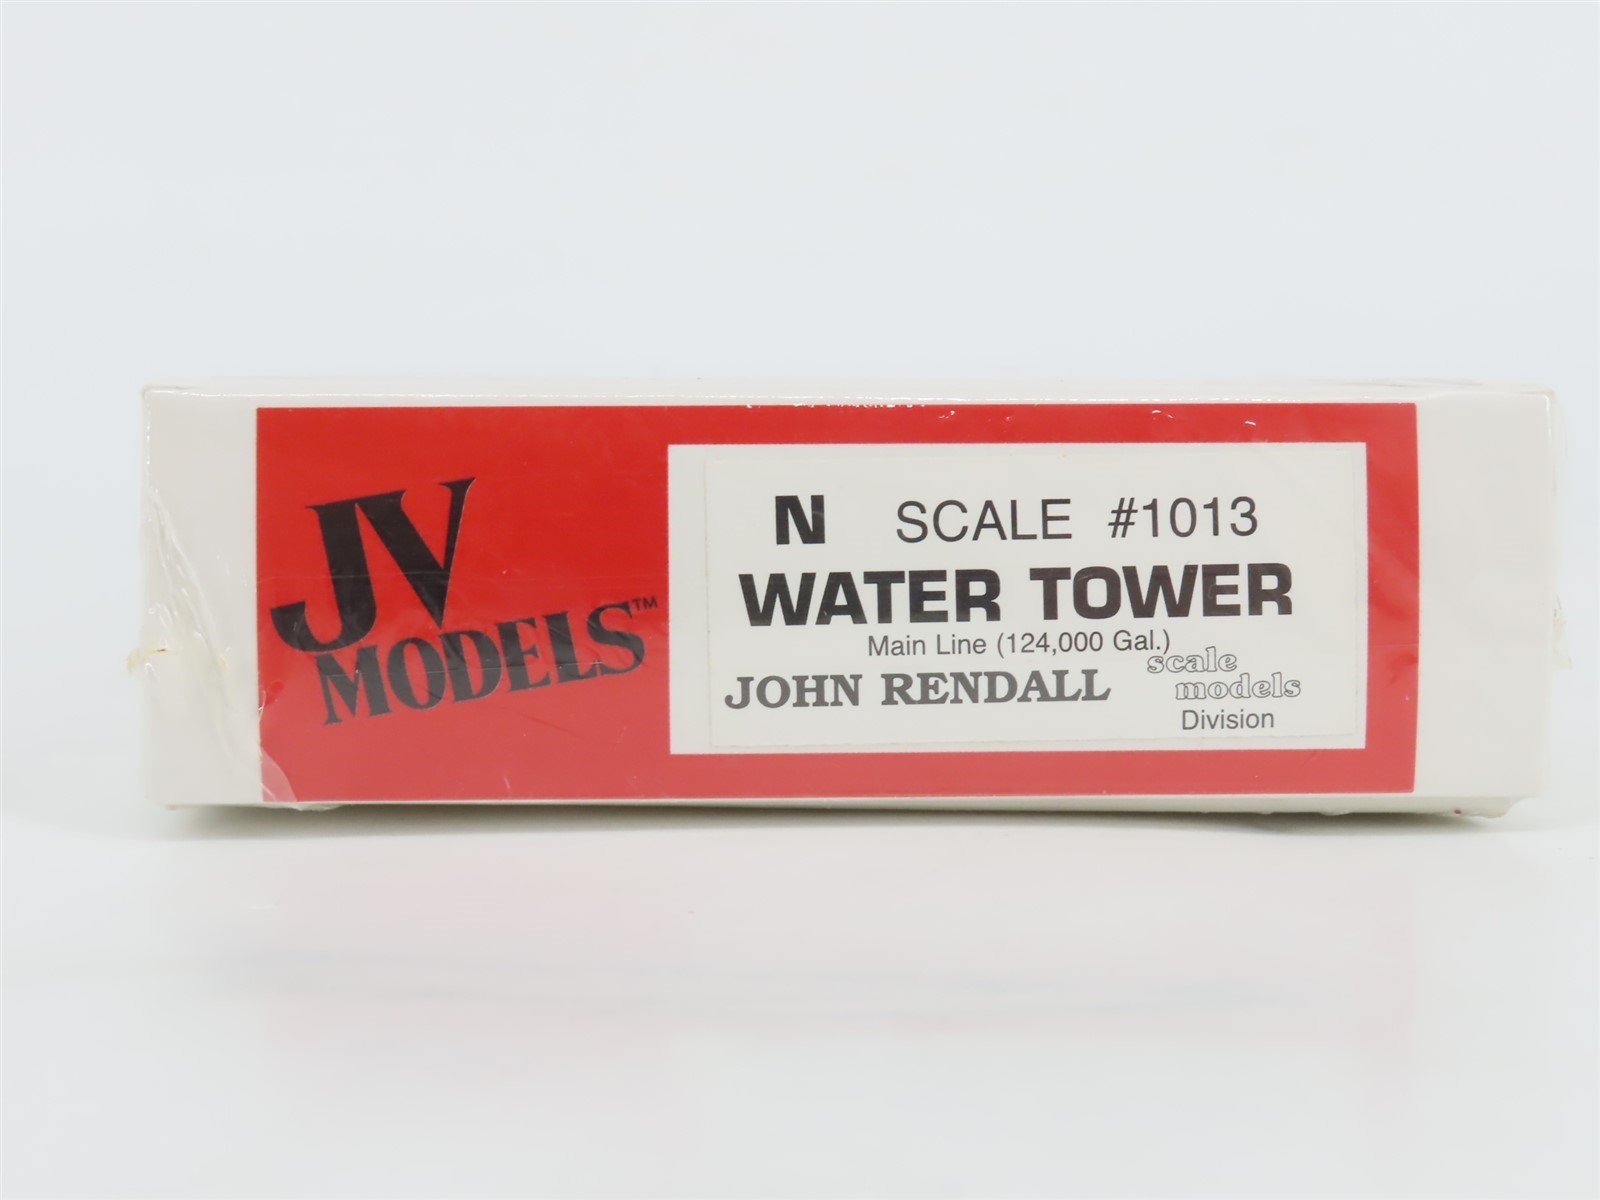 JV
MODELS™
N SCALE #1013
WATER TOWER
Main Line (124,000 Gal.)
JOHN RENDALL scale
models
Division